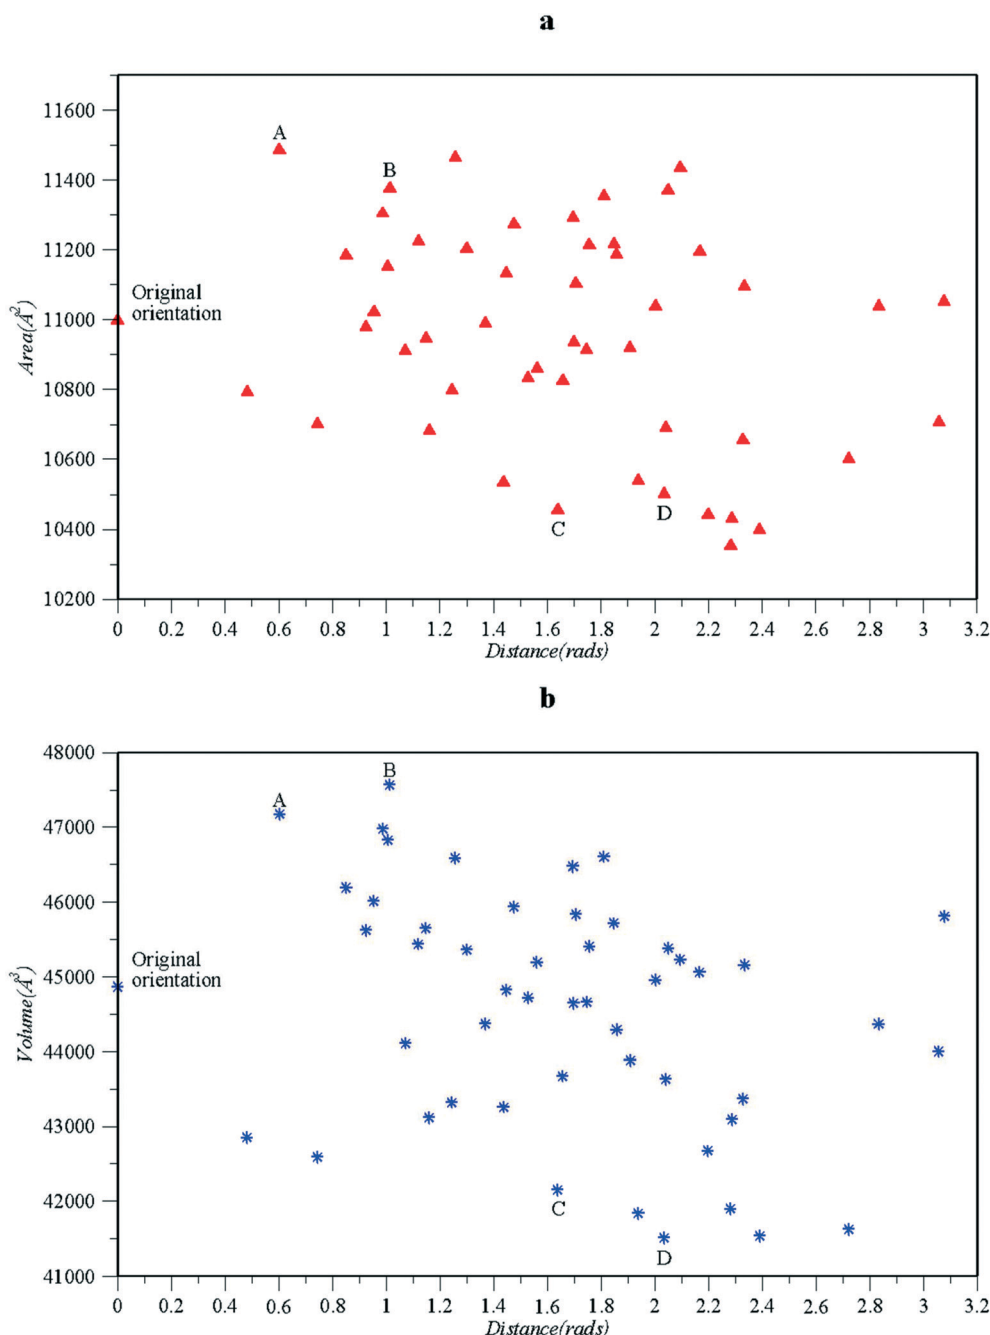 a
11600
A
11400
B
11200
Original
orientation
11000
Area(Å²)
10800
10600
10400
C
D
10200
0 0.2 0.4 0.6 0.8 1 1.2 1.4 1.6 1.8 2 2.2 2.4 2.6 2.8 3 3.2
Distance(rads)
b
48000
B
A
47000
46000
Original
orientation
45000
Volume(Å³)
44000
43000
42000
C
D
41000
0 0.2 0.4 0.6 0.8 1 1.2 1.4 1.6 1.8 2 2.2 2.4 2.6 2.8 3 3.2
Distance(rads)